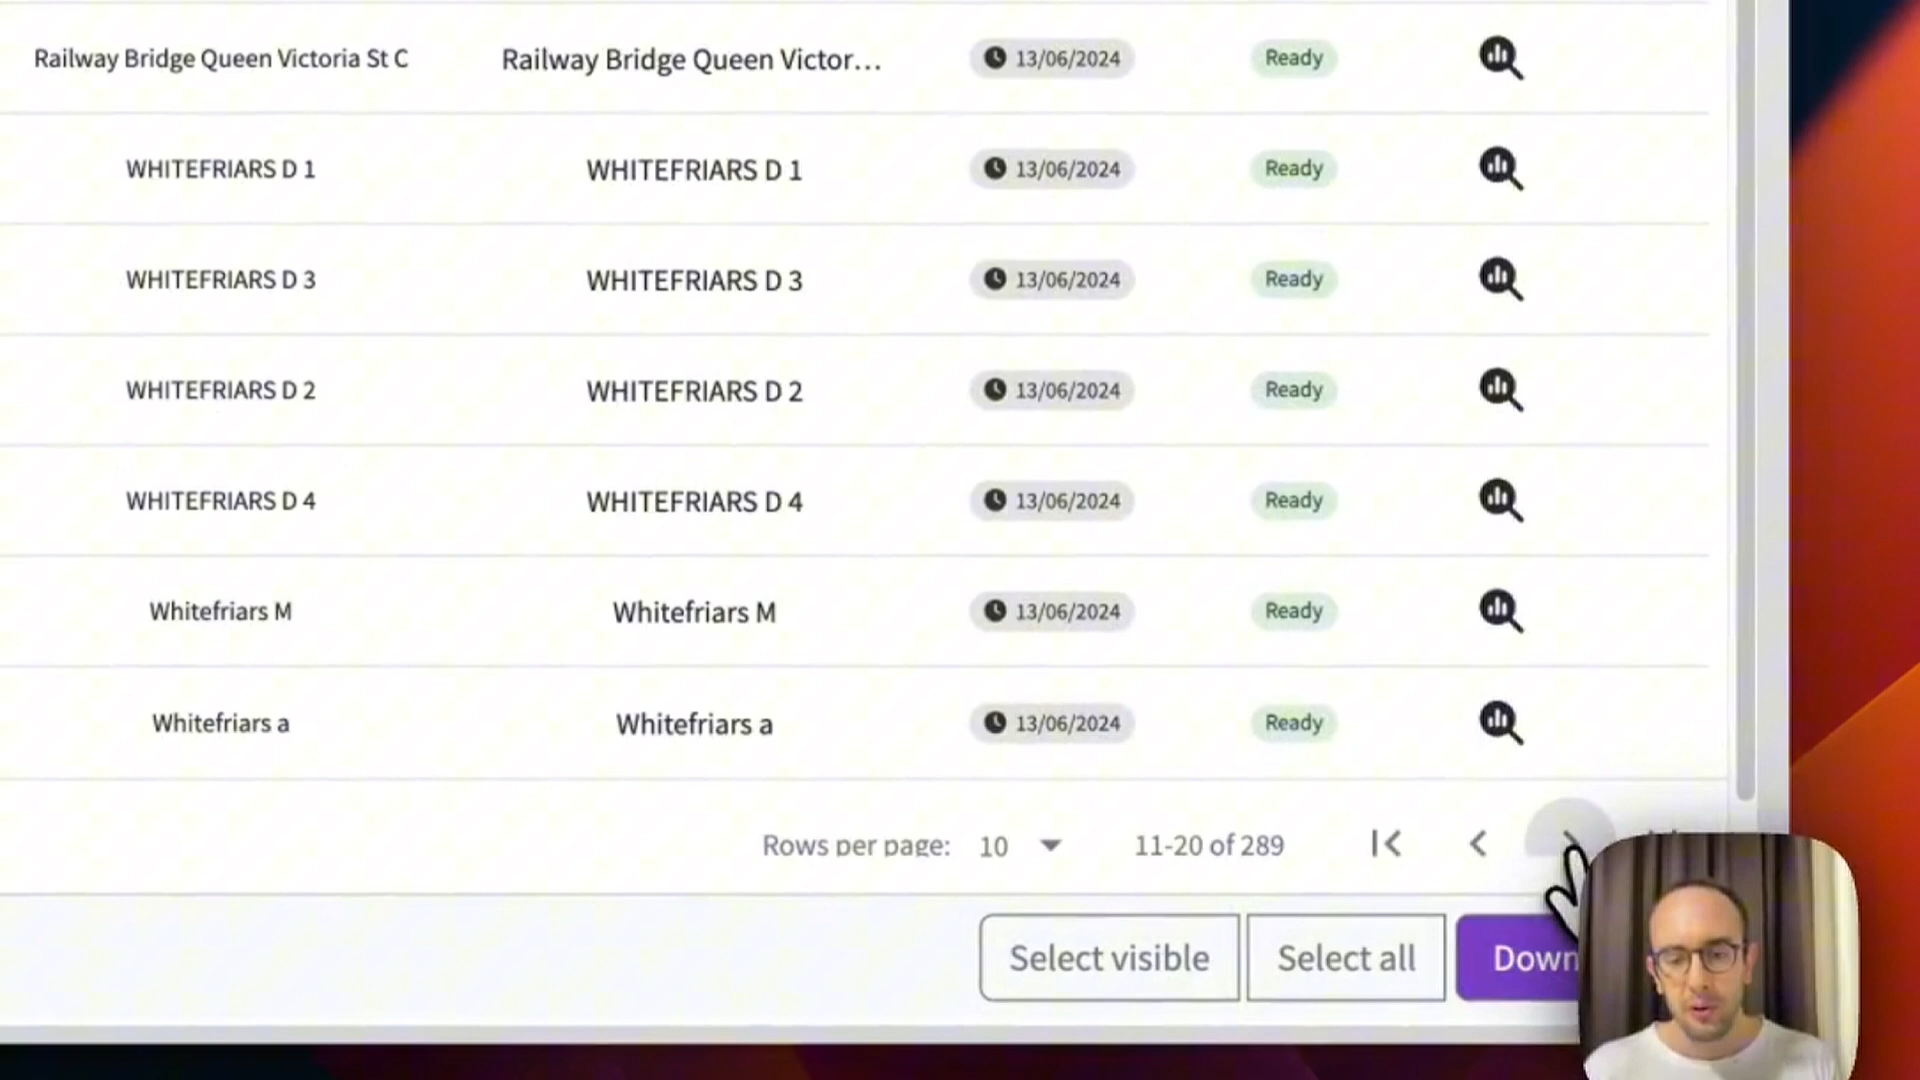 Railway Bridge Queen Victoria St C Railway Bridge Queen Victor... 13/06/2024 Ready
WHITEFRIARS D 1 WHITEFRIARS D 1 13/06/2024 Ready
WHITEFRIARS D 3 WHITEFRIARS D 3 13/06/2024 Ready
WHITEFRIARS D 2 WHITEFRIARS D 2 13/06/2024 Ready
WHITEFRIARS D 4 WHITEFRIARS D 4 13/06/2024 Ready
Whitefriars M Whitefriars M 13/06/2024 Ready
Whitefriars a Whitefriars a 13/06/2024 Ready
Rows per page: 10 11-20 of 289
Select visible Select all Down